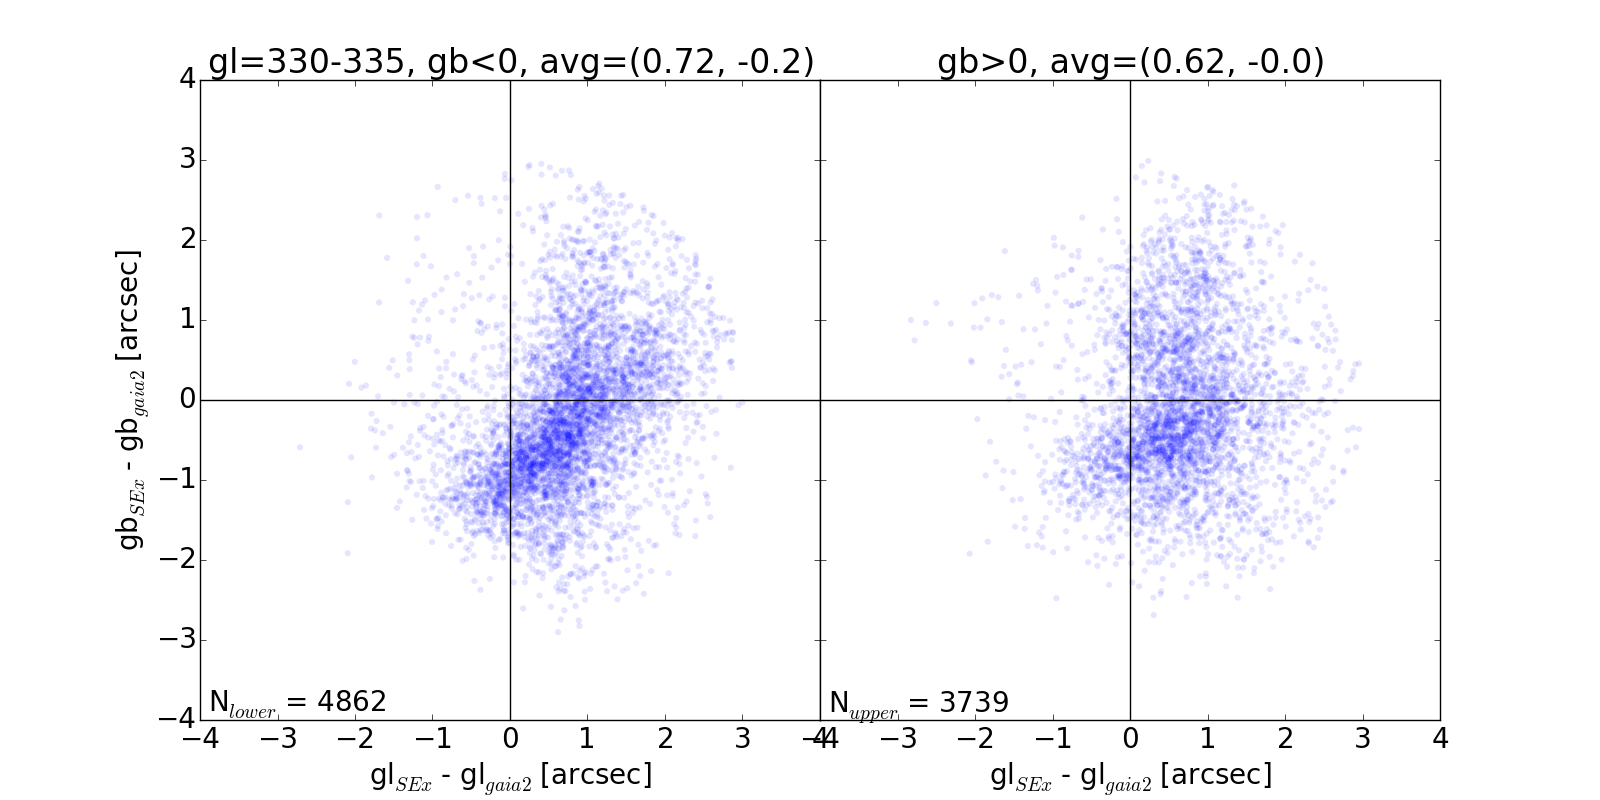 gl=330-335, gb<0, avg=(0.72, -0.2)
gb>0, avg=(0.62, -0.0)
4
3
2
1
0
−1
−2
−3
−4
gb_SEx - gb_gaia2 [arcsec]
N_lower = 4862
N_upper = 3739
−4 −3 −2 −1 0 1 2 3 4
−4 −3 −2 −1 0 1 2 3 4
gl_SEx - gl_gaia2 [arcsec]
gl_SEx - gl_gaia2 [arcsec]